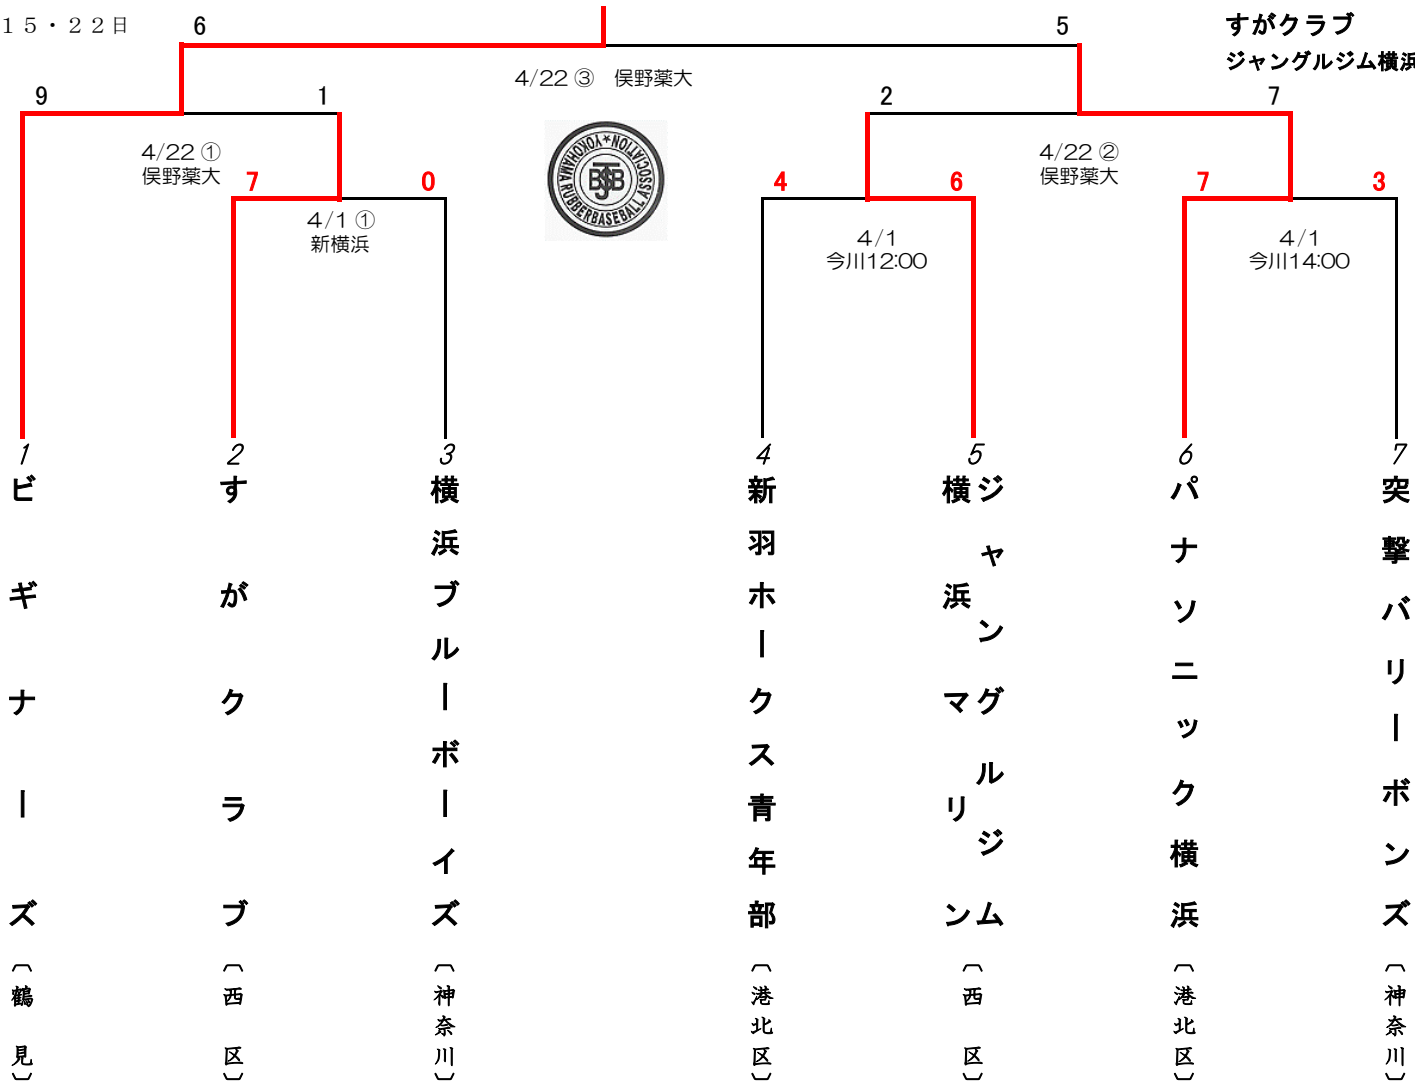 １５・２２日
6
5
すがクラブ
ジャングルジム横浜
4/22 ③　俣野薬大
9
1
2
7
4/22 ①
俣野薬大
4/22 ②
俣野薬大
YOKOHAMA RUBBERBASEBALL ASSOCIATION
JSBB
7
0
4
6
7
3
4/1 ①
新横浜
4/1
今川12:00
4/1
今川14:00
1
2
3
4
5
6
7
ビギナーズ
〔鶴見〕
すがクラブ
〔西区〕
横浜ブルーボーイズ
〔神奈川〕
新羽ホークス青年部
〔港北区〕
ジャングルジム
横浜マリン
〔西区〕
パナソニック横浜
〔港北区〕
突撃バリーボンズ
〔神奈川〕